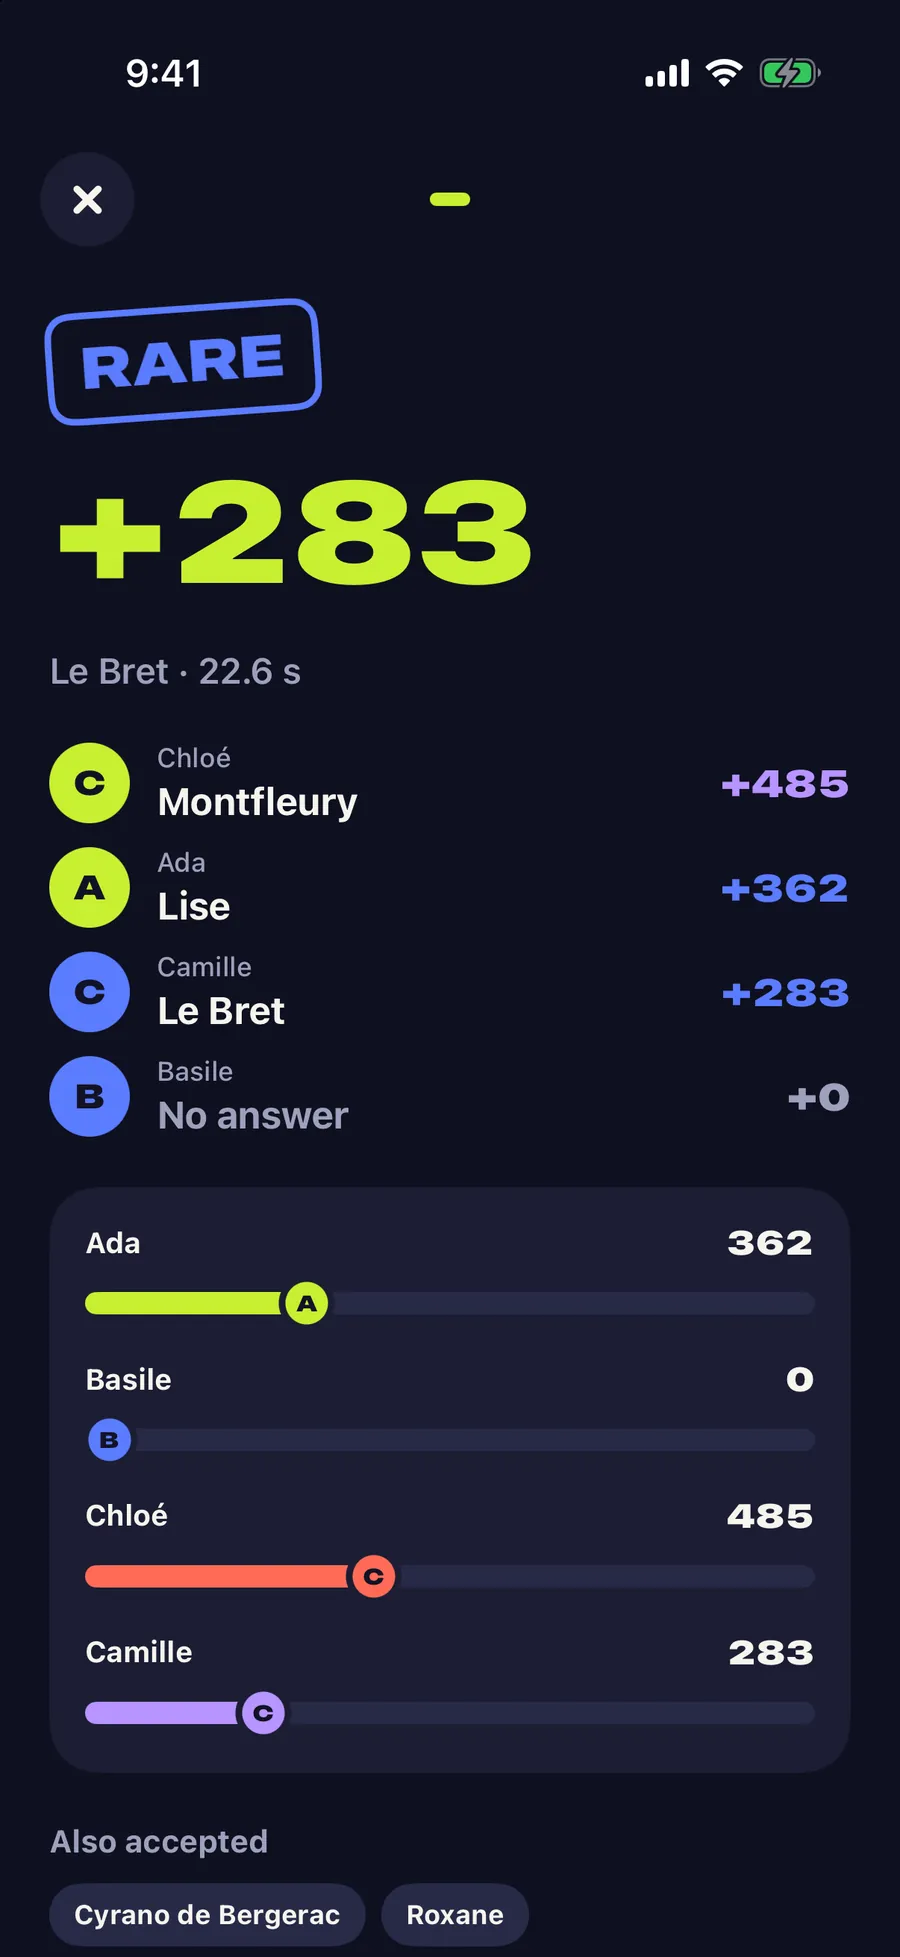 9:41
RARE
+283
Le Bret · 22.6 s
C
Chloé
Montfleury
+485
A
Ada
Lise
+362
C
Camille
Le Bret
+283
B
Basile
No answer
+0
Ada 362
A
Basile 0
B
Chloé 485
C
Camille 283
C
Also accepted
Cyrano de Bergerac Roxane